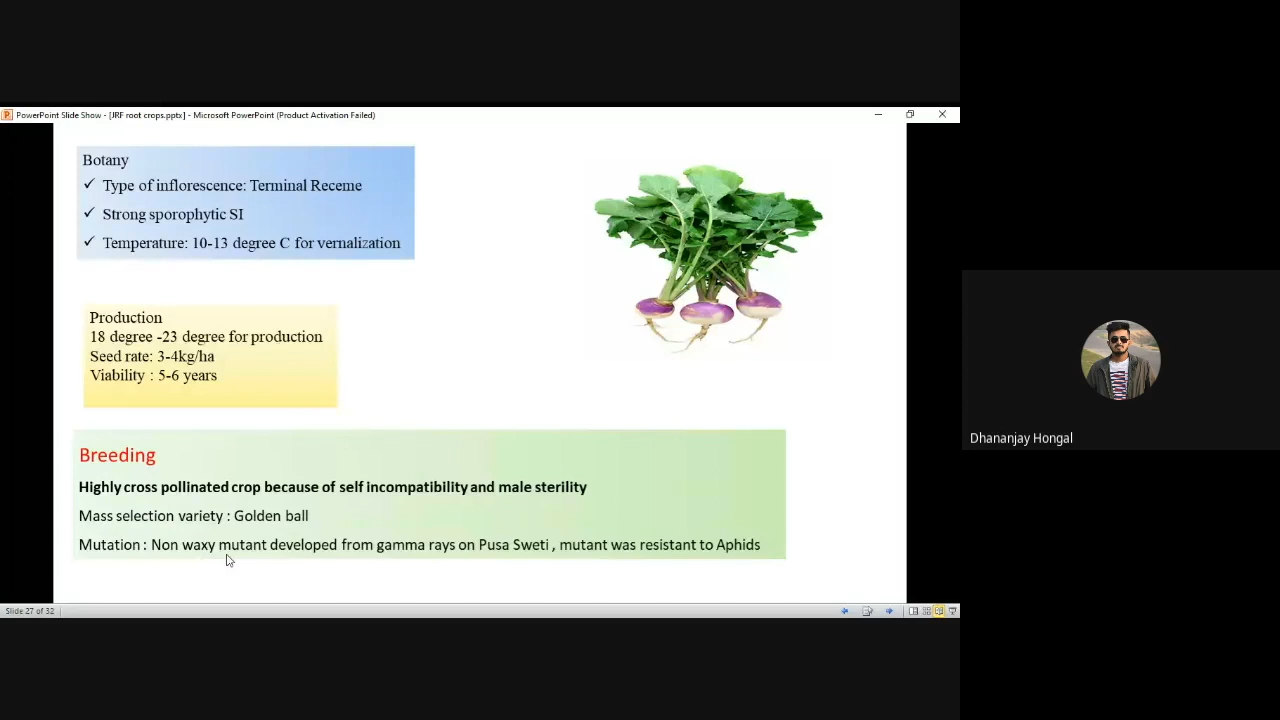 PowerPoint Slide Show - [JRF root crops.pptx] - Microsoft PowerPoint (Product Activation Failed)
Botany
✓ Type of inflorescence: Terminal Receme
✓ Strong sporophytic SI
✓ Temperature: 10-13 degree C for vernalization
Production
18 degree -23 degree for production
Seed rate: 3-4kg/ha
Viability : 5-6 years
Breeding
Highly cross pollinated crop because of self incompatibility and male sterility
Mass selection variety : Golden ball
Mutation : Non waxy mutant developed from gamma rays on Pusa Sweti , mutant was resistant to Aphids
Slide 27 of 32
Dhananjay Hongal